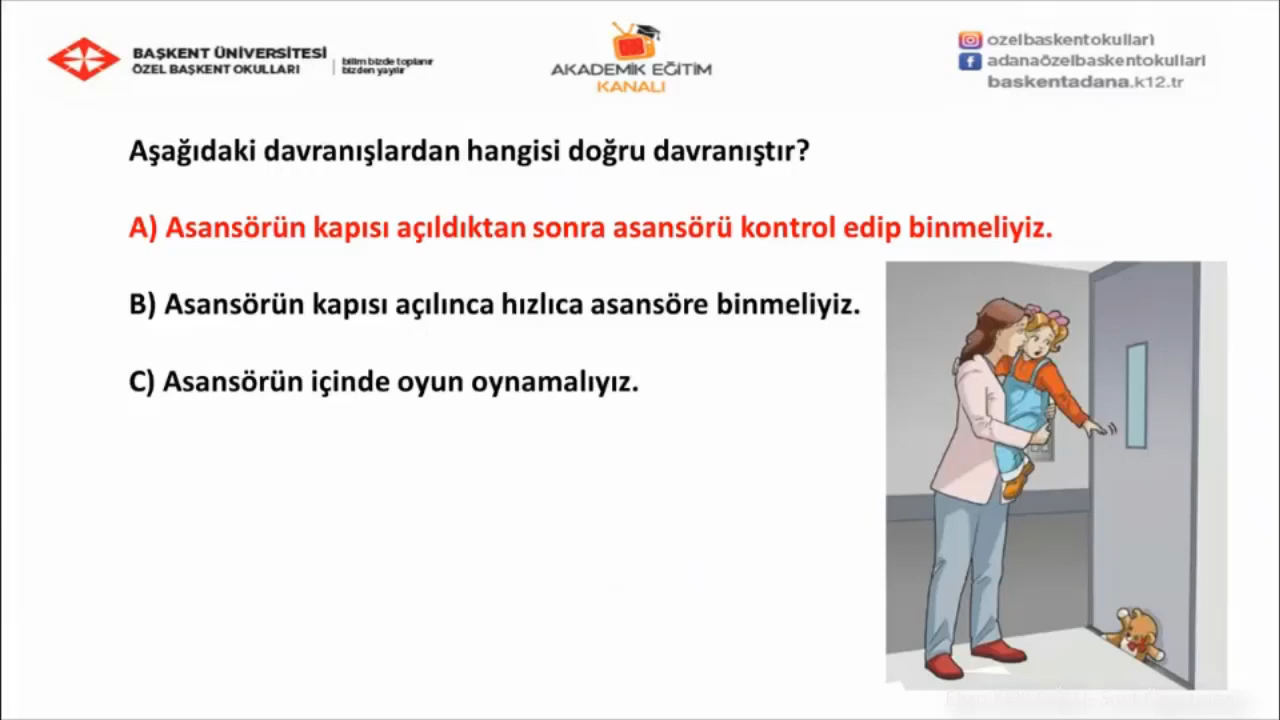 BAŞKENT ÜNİVERSİTESİ
ÖZEL BAŞKENT OKULLARI
bilim bizde toplanır
bizden yayılır
AKADEMİK EĞİTİM
KANALI
ozelbaskentokullari
adanaözelbaskentokullari
baskentadana.k12.tr
Aşağıdaki davranışlardan hangisi doğru davranıştır?
A) Asansörün kapısı açıldıktan sonra asansörü kontrol edip binmeliyiz.
B) Asansörün kapısı açılınca hızlıca asansöre binmeliyiz.
C) Asansörün içinde oyun oynamalıyız.